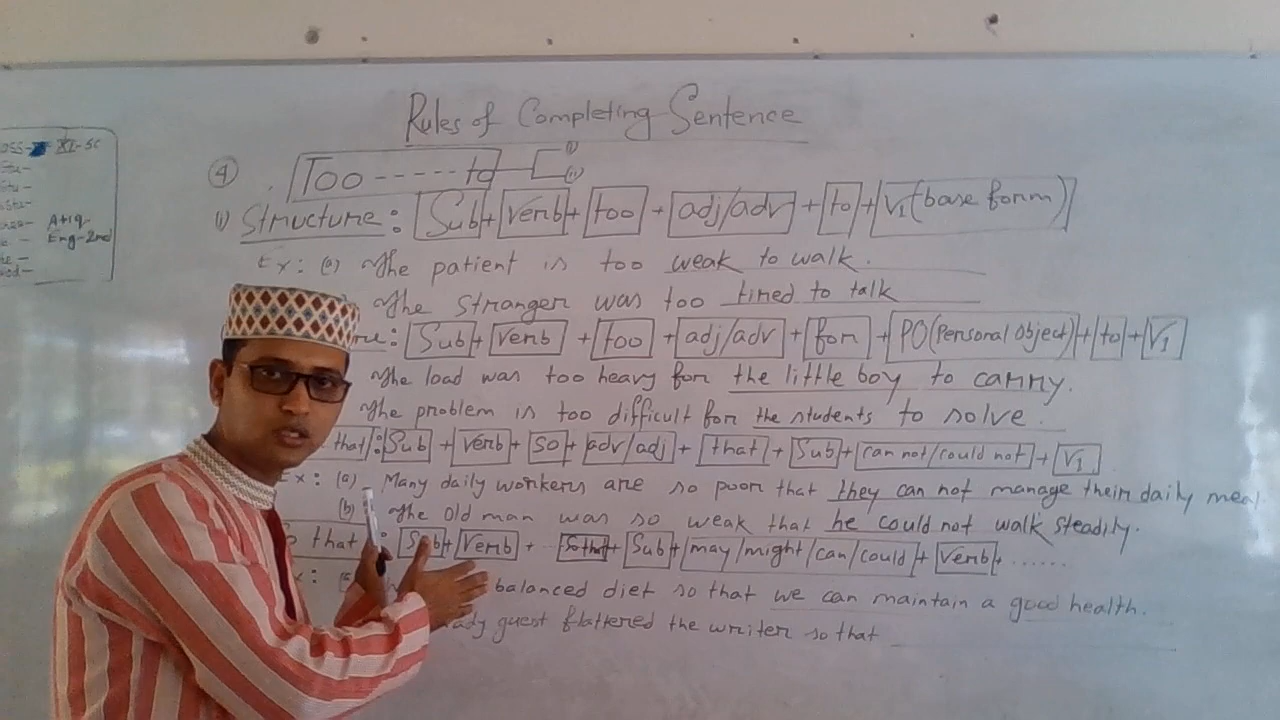 Rules of Completing Sentence
XI-SC
Atiq
Eng-2nd
④ Too ----- to (i) (ii)
i) Structure: Sub + Verb + too + adj/adv + to + V₁(base form)
Ex: (a) The patient is too weak to walk.
The stranger was too tired to talk
Sub + Verb + too + adj/adv + for + PO(Personal Object) + to + V₁
The load was too heavy for the little boy to carry.
The problem is too difficult for the students to solve.
that: Sub + Verb + so + adv/adj + that + Sub + can not/could not + V₁
Ex: (a) Many daily workers are so poor that they can not manage their daily meal
(b) The old man was so weak that he could not walk steadily.
that: Sub + Verb + .. So that + Sub + may/might/can/could + Verb + ......
balanced diet so that we can maintain a good health.
guest flattered the writer so that